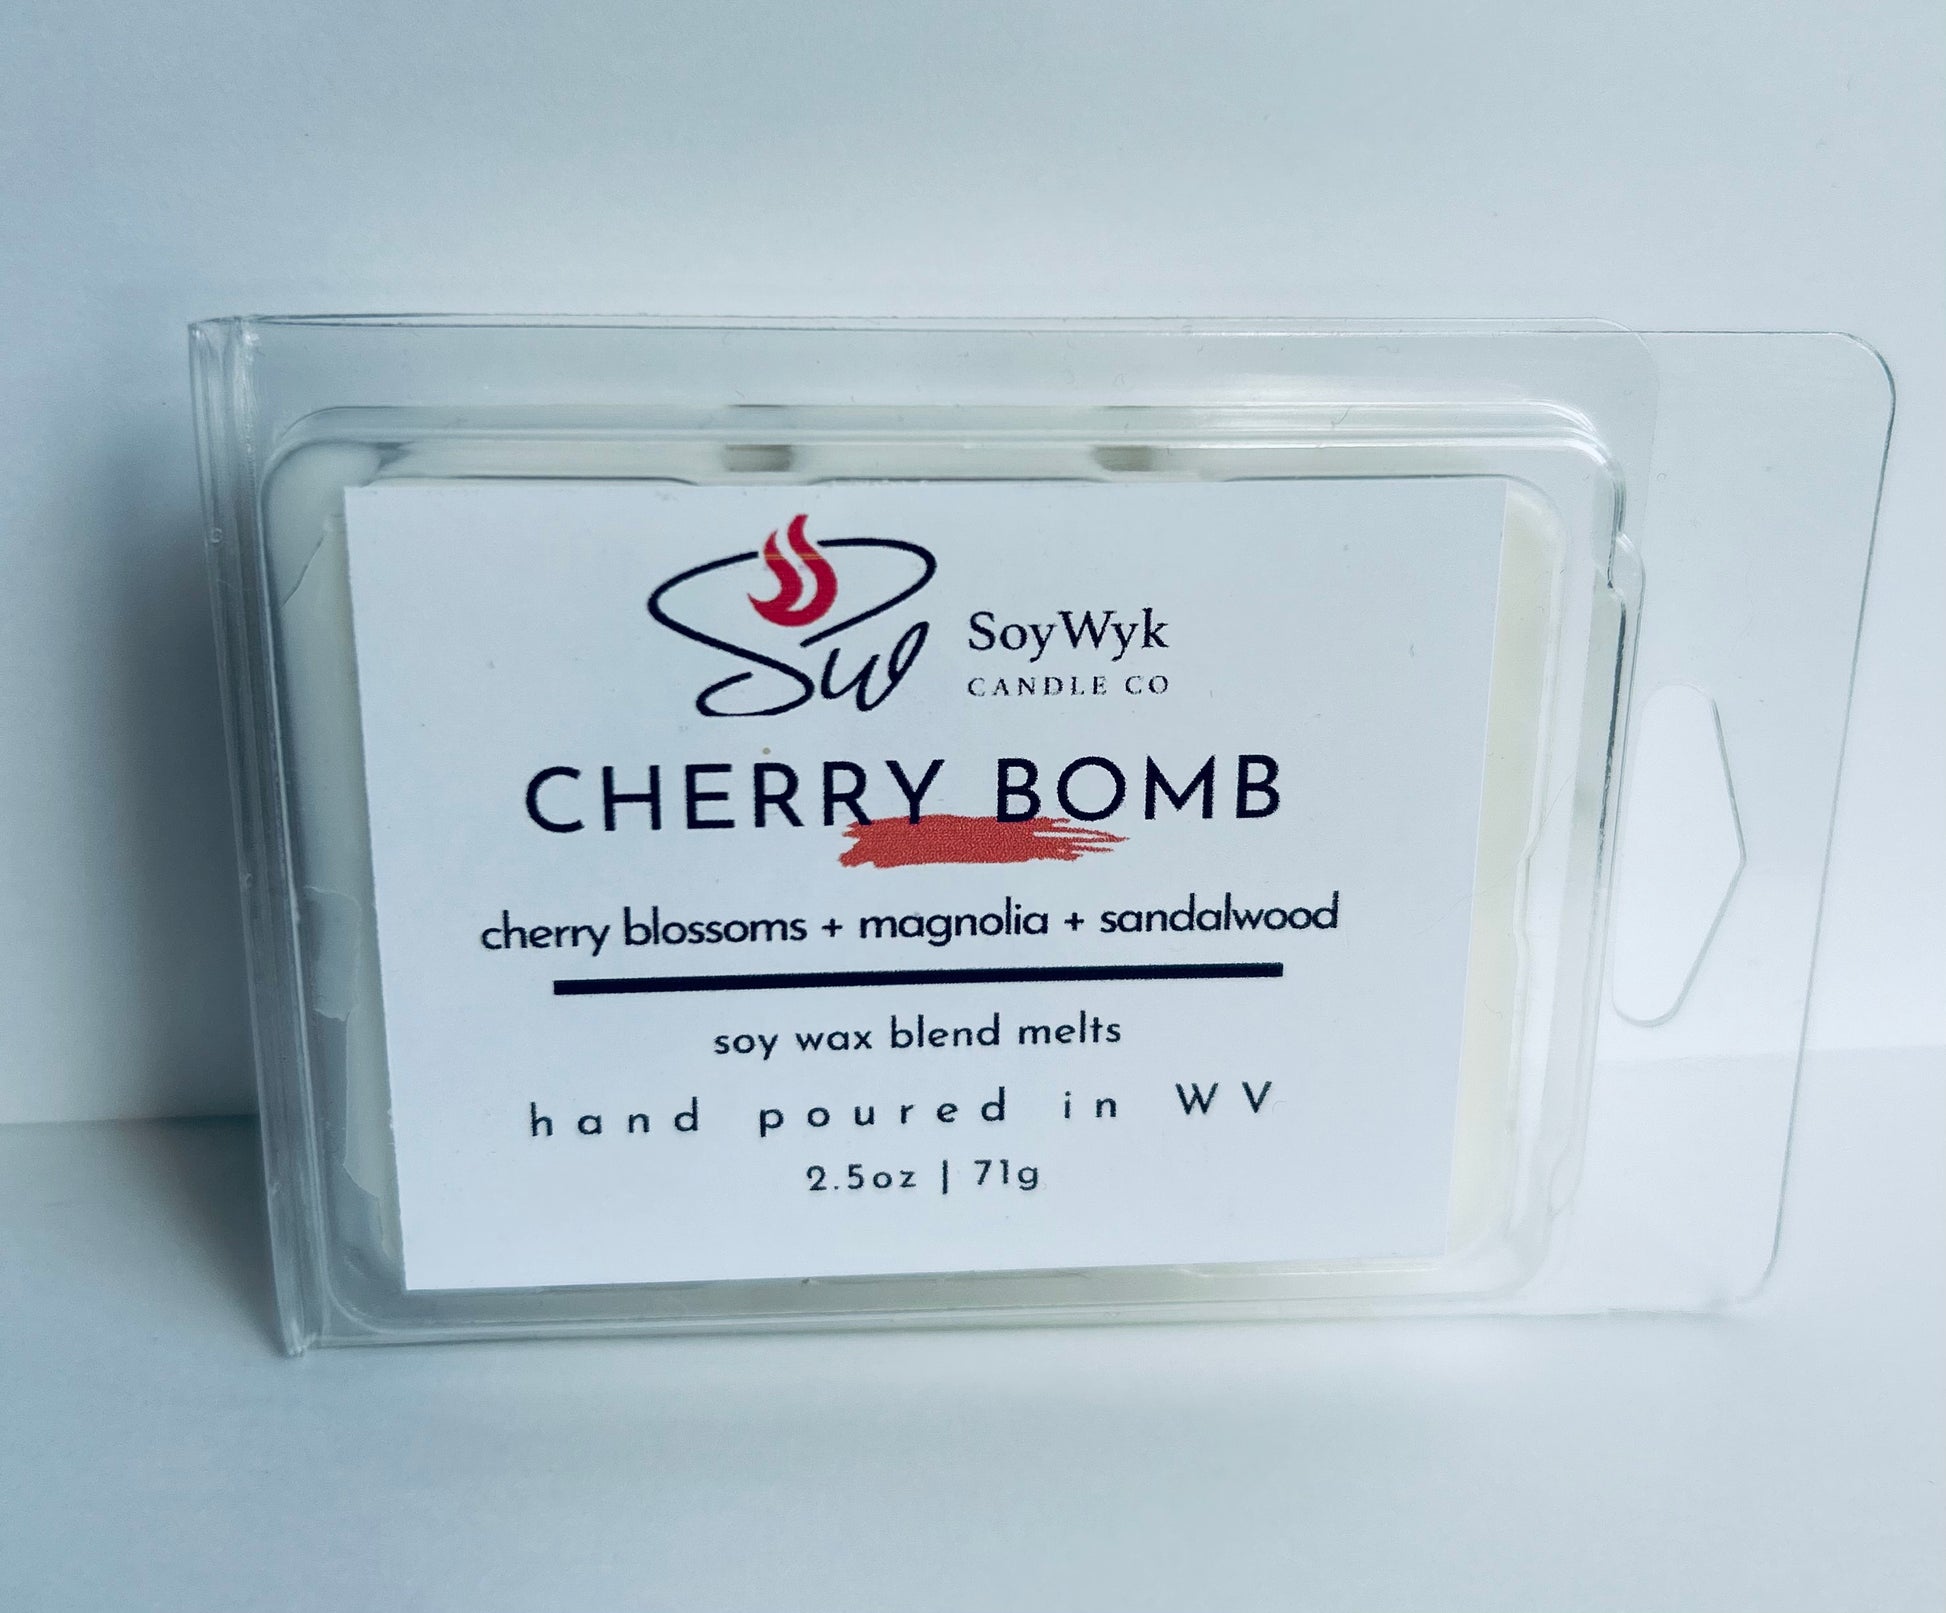 Sw
SoyWyk
CANDLE CO
CHERRY BOMB
cherry blossoms + magnolia + sandalwood
soy wax blend melts
hand poured in WV
2.5oz | 71g